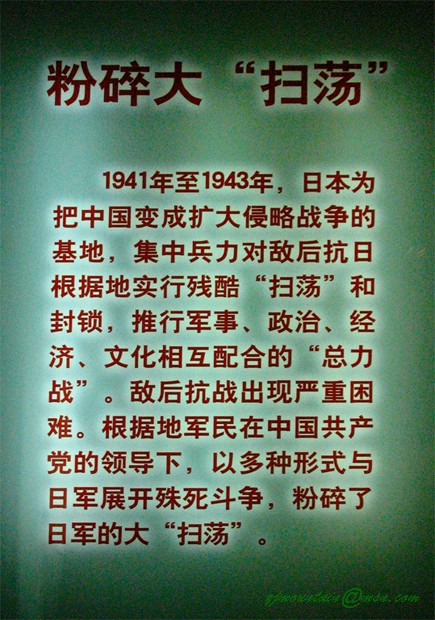 粉碎大“扫荡”
1941年至1943年，日本为
把中国变成扩大侵略战争的
基地，集中兵力对敌后抗日
根据地实行残酷“扫荡”和
封锁，推行军事、政治、经
济、文化相互配合的“总力
战”。敌后抗战出现严重困
难。根据地军民在中国共产
党的领导下，以多种形式与
日军展开殊死斗争，粉碎了
日军的大“扫荡”。